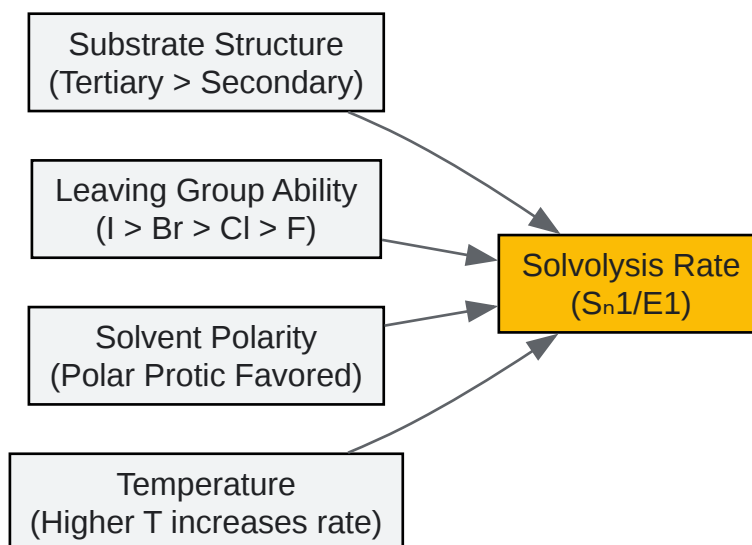 Substrate Structure
(Tertiary > Secondary)
Leaving Group Ability
(I > Br > Cl > F)
Solvent Polarity
(Polar Protic Favored)
Temperature
(Higher T increases rate)
Solvolysis Rate
(Sₙ1/E1)